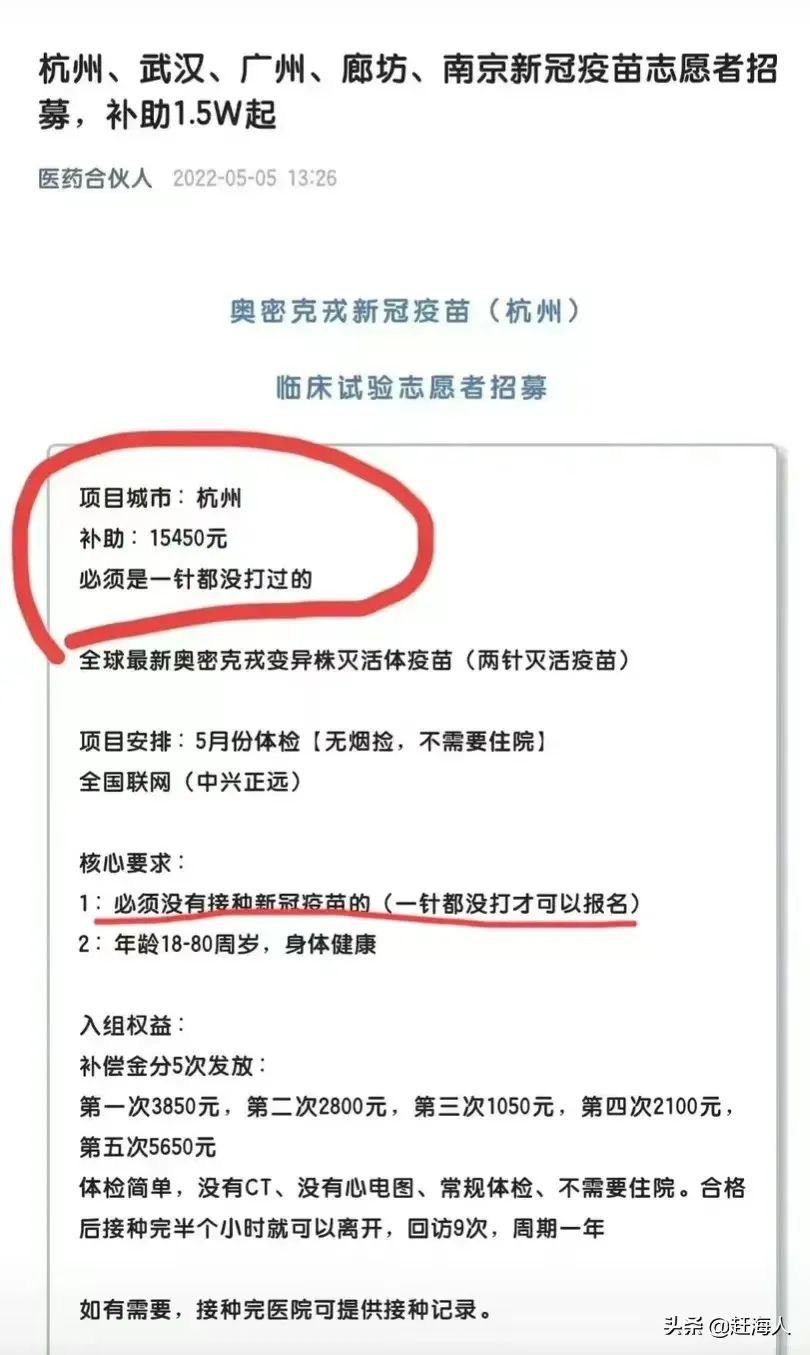 杭州、武汉、广州、廊坊、南京新冠疫苗志愿者招
募，补助1.5W起
医药合伙人 2022-05-05 13:26
奥密克戎新冠疫苗（杭州）
临床试验志愿者招募
项目城市：杭州
补助：15450元
必须是一针都没打过的
全球最新奥密克戎变异株灭活体疫苗（两针灭活疫苗）
项目安排：5月份体检【无烟捡，不需要住院】
全国联网（中兴正远）
核心要求：
1：必须没有接种新冠疫苗的（一针都没打才可以报名）
2：年龄18-80周岁，身体健康
入组权益：
补偿金分5次发放：
第一次3850元，第二次2800元，第三次1050元，第四次2100元，
第五次5650元
体检简单，没有CT、没有心电图、常规体检、不需要住院。合格
后接种完半个小时就可以离开，回访9次，周期一年
如有需要，接种完医院可提供接种记录。
头条 @赶海人